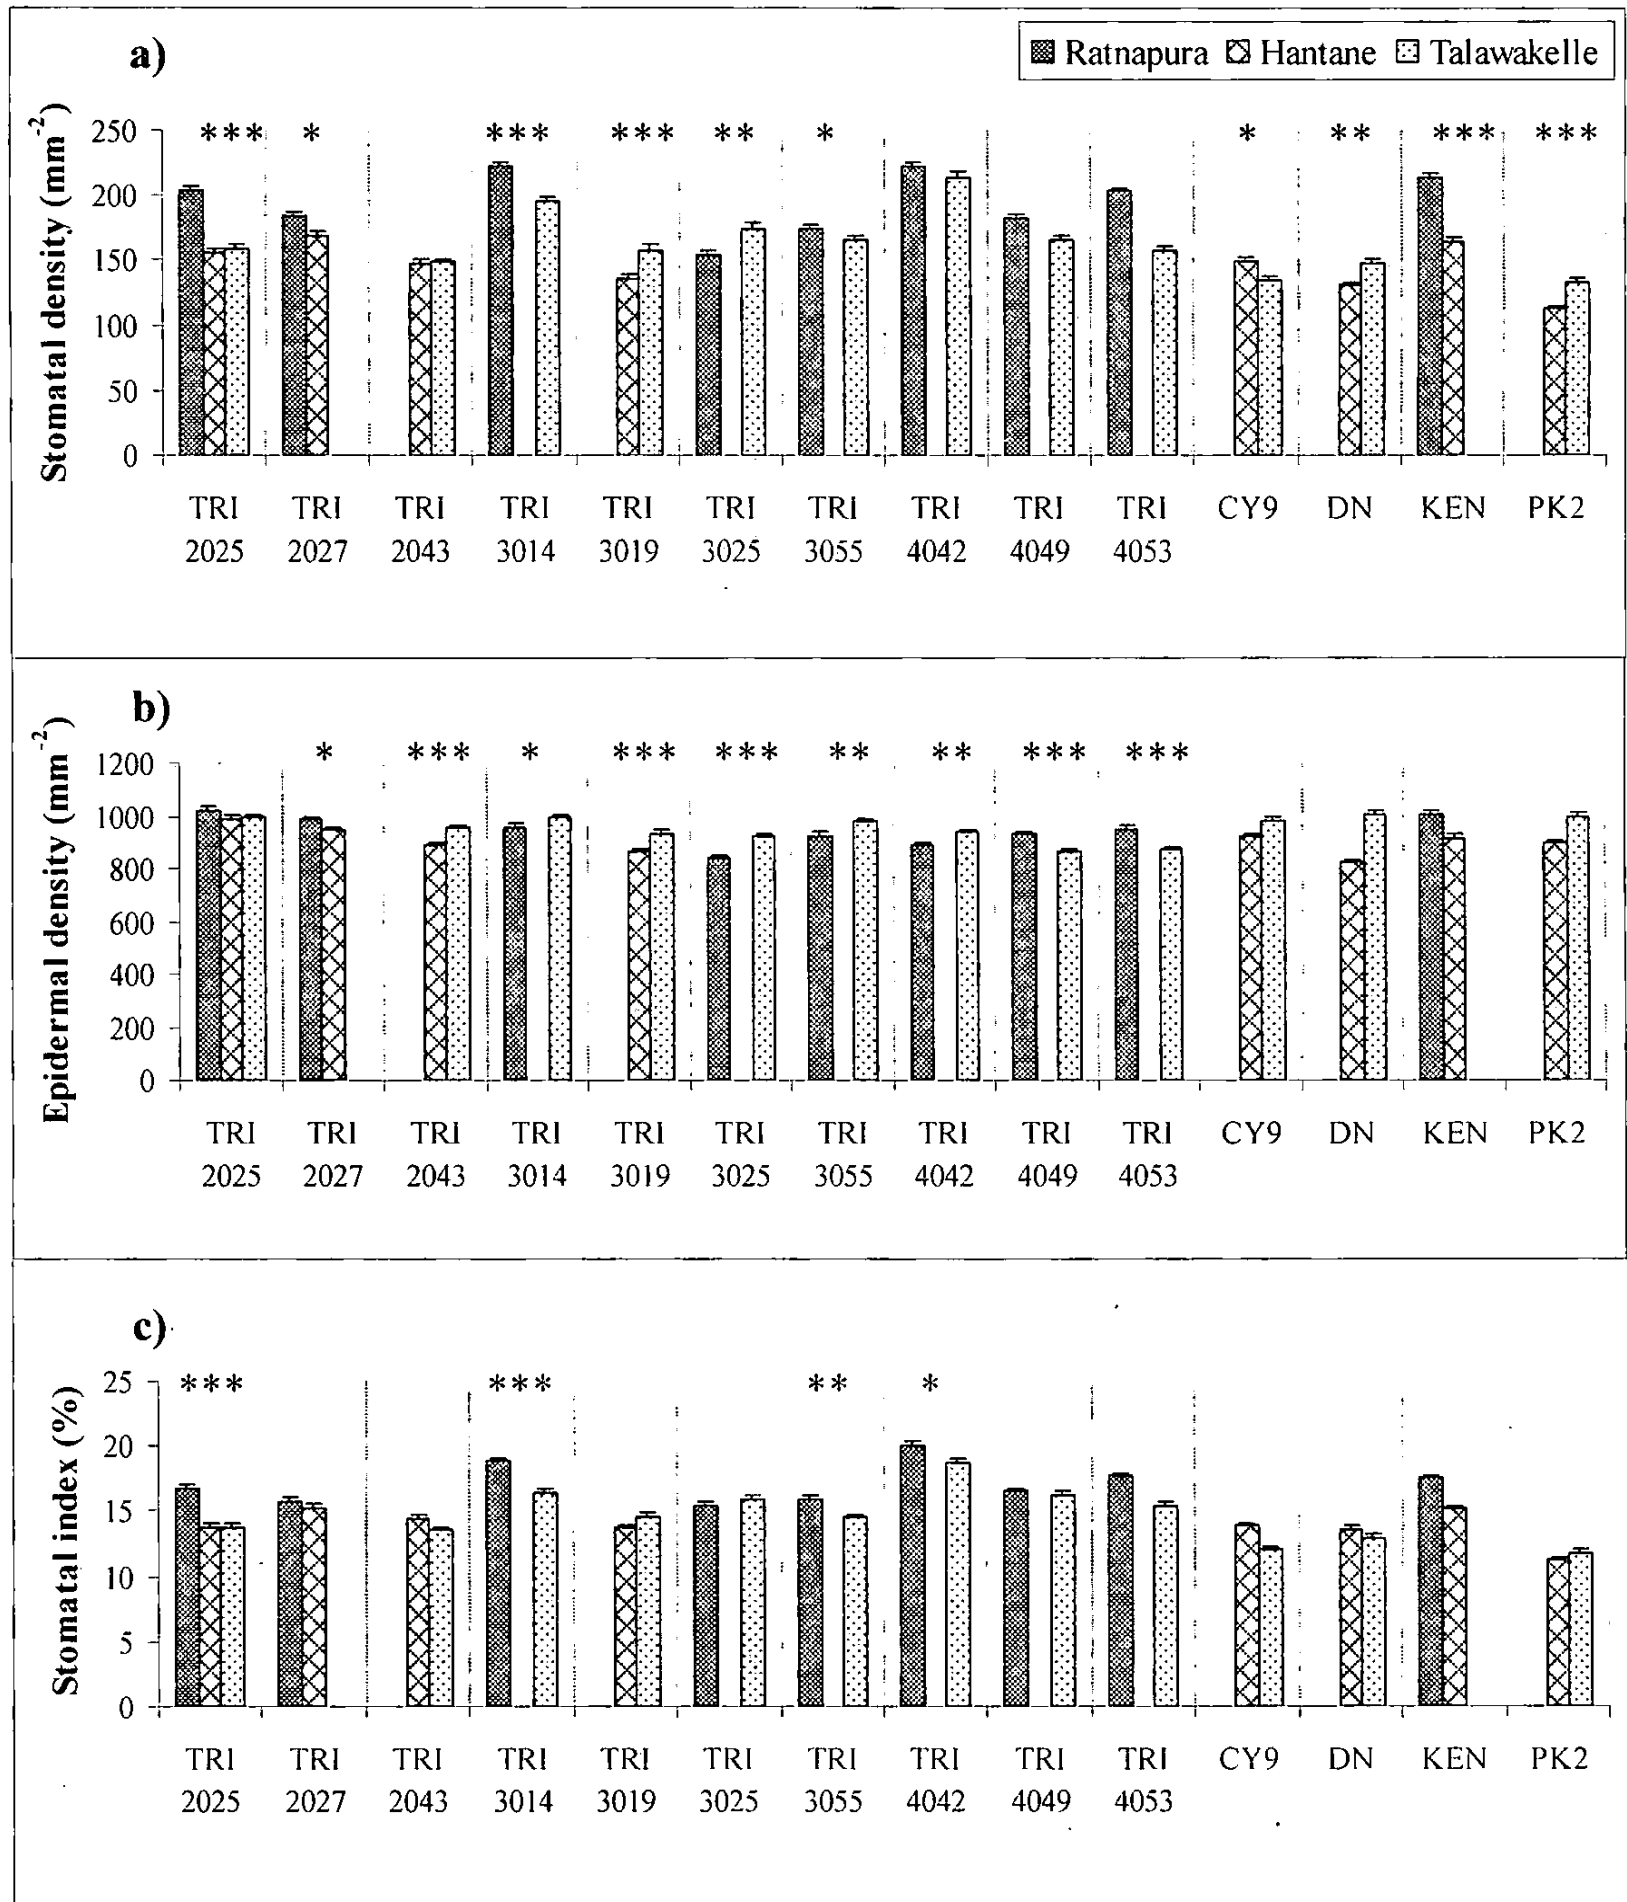 a)
Ratnapura Hantane Talawakelle
Stomatal density (mm-2)
250 *** * *** *** ** * * ** *** ***
200
150
100
50
0
TRI TRI TRI TRI TRI TRI TRI TRI TRI TRI CY9 DN KEN PK2
2025 2027 2043 3014 3019 3025 3055 4042 4049 4053
b)
Epidermal density (mm-2)
* *** * *** *** ** ** *** ***
1200
1000
800
600
400
200
0
TRI TRI TRI TRI TRI TRI TRI TRI TRI TRI CY9 DN KEN PK2
2025 2027 2043 3014 3019 3025 3055 4042 4049 4053
c)
Stomatal index (%)
25 *** *** ** *
20
15
10
5
0
TRI TRI TRI TRI TRI TRI TRI TRI TRI TRI CY9 DN KEN PK2
2025 2027 2043 3014 3019 3025 3055 4042 4049 4053